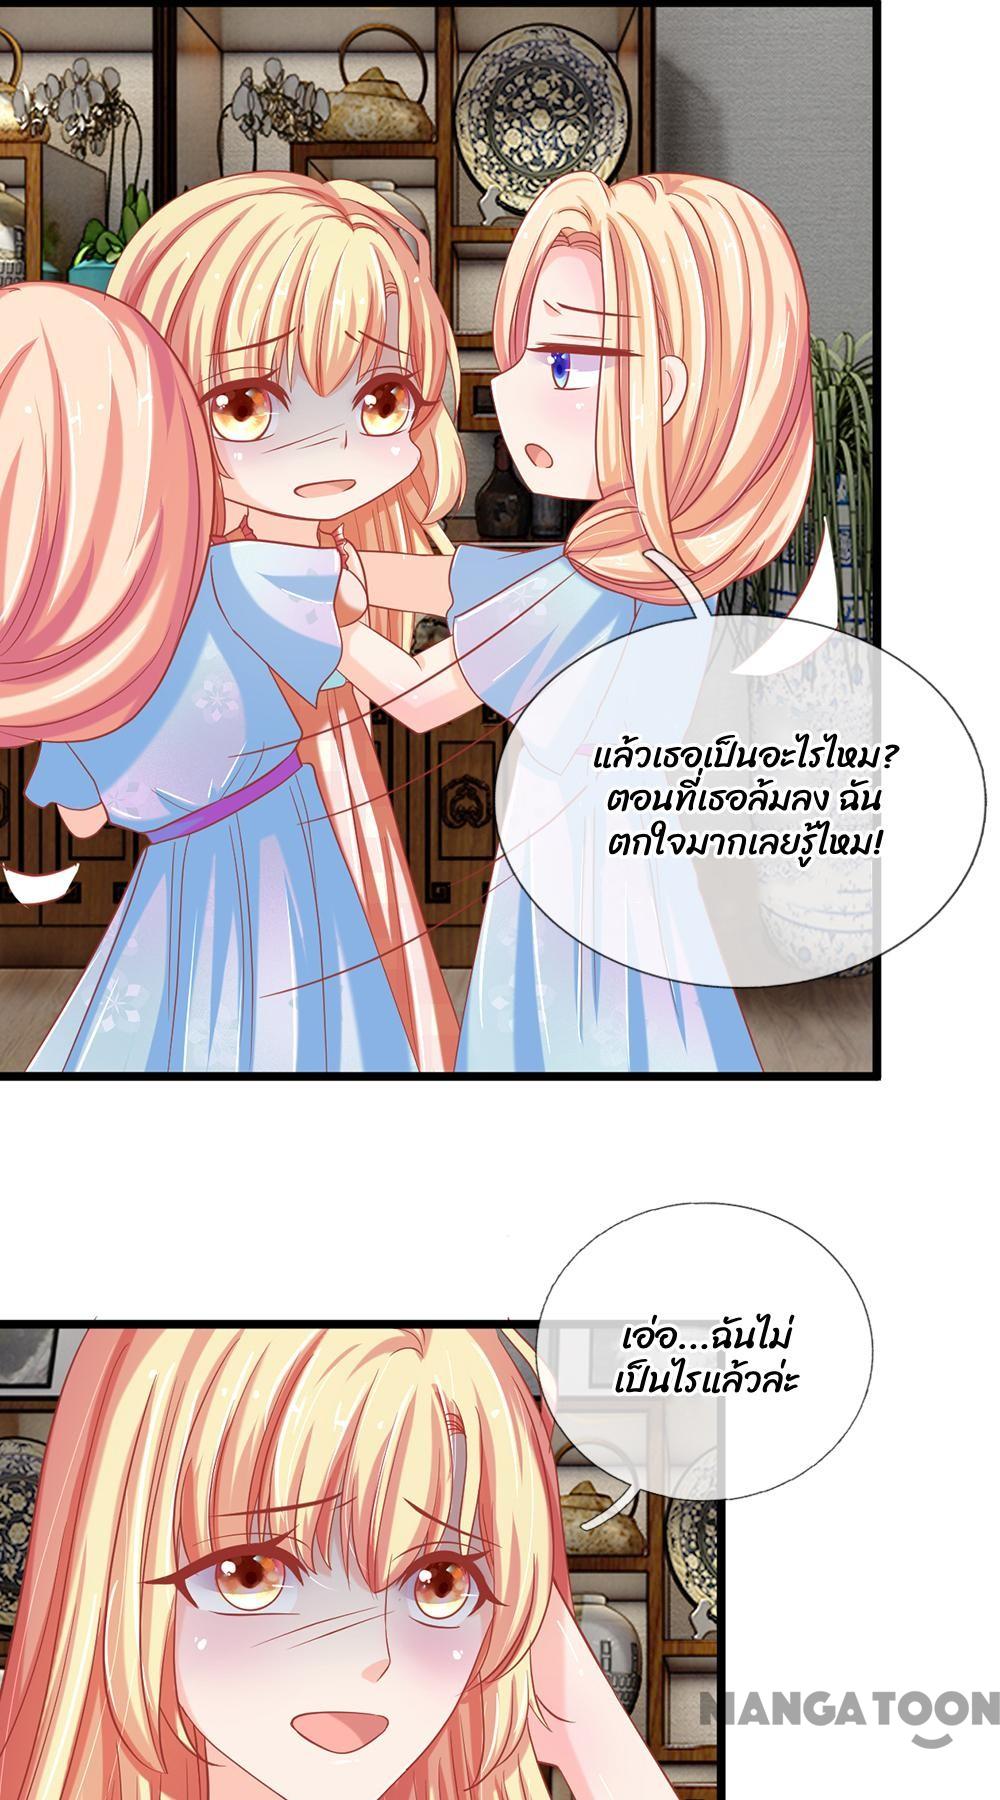 แล้วเธอเป็นอะไรไหม?
ตอนที่เธอล้มลง ฉัน
ตกใจมากเลยรู้ไหม!
เอ่อ...ฉันไม่
เป็นไรแล้วล่ะ
MANGATOON